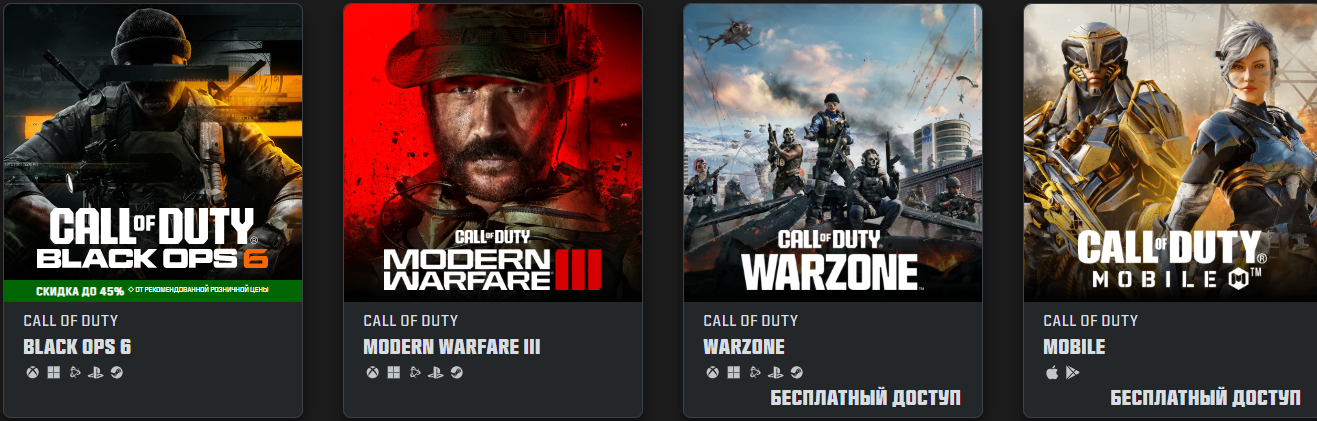 CALL OF DUTY®
BLACK OPS 6
СКИДКА ДО 45% ◇ ОТ РЕКОМЕНДОВАННОЙ РОЗНИЧНОЙ ЦЕНЫ
CALL OF DUTY
BLACK OPS 6
CALL OF DUTY
MODERN
WARFARE III
CALL OF DUTY
MODERN WARFARE III
CALL OF DUTY
WARZONE™
CALL OF DUTY
WARZONE
БЕСПЛАТНЫЙ ДОСТУП
CALL OF DUTY®
MOBILE ™
CALL OF DUTY
MOBILE
БЕСПЛАТНЫЙ ДОСТУП